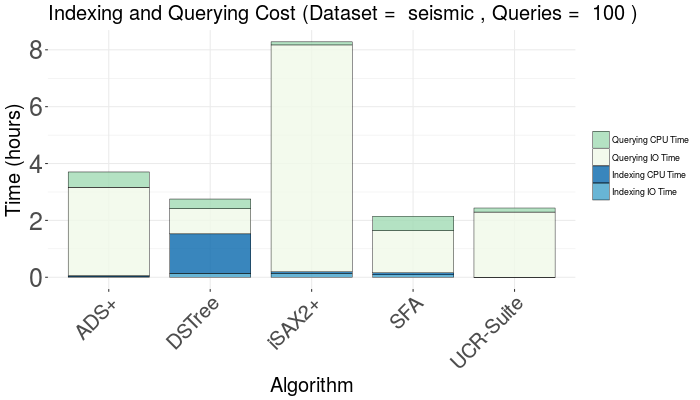 Indexing and Querying Cost (Dataset =  seismic , Queries =  100 )
8
6
4
2
0
Time (hours)
ADS+
DSTree
iSAX2+
SFA
UCR-Suite
Algorithm
Querying CPU Time
Querying IO Time
Indexing CPU Time
Indexing IO Time